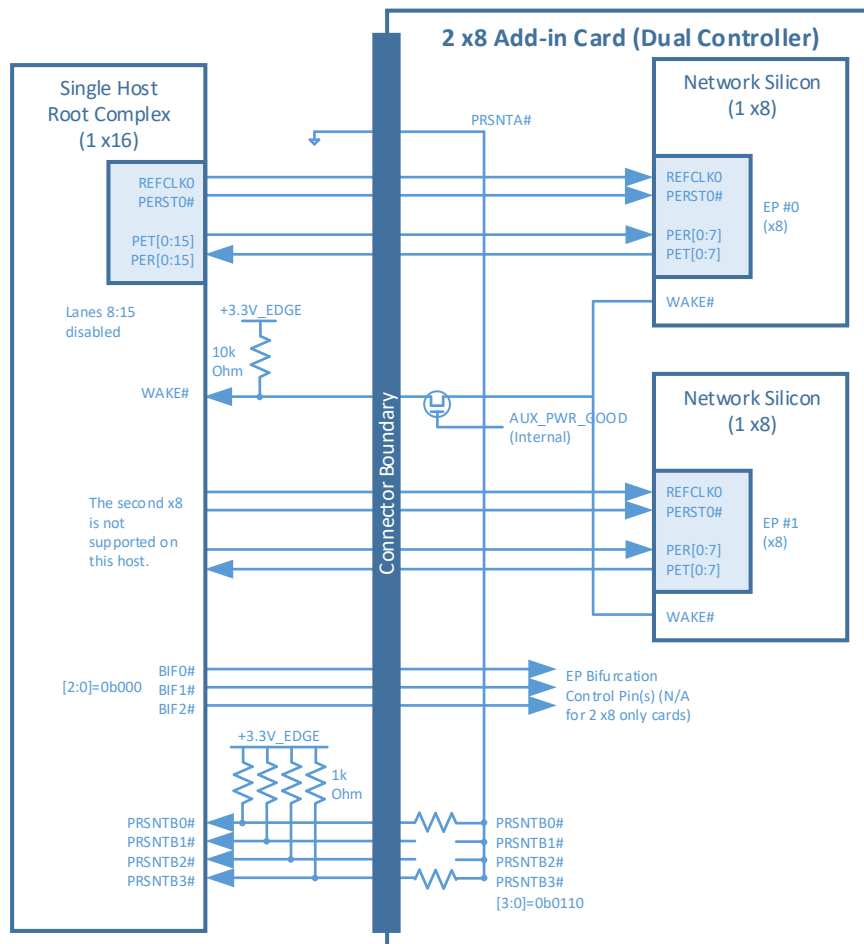 2 x8 Add-in Card (Dual Controller)
Single Host
Root Complex
(1 x16)
REFCLK0
PERST0#
PET[0:15]
PER[0:15]
Lanes 8:15
disabled
+3.3V_EDGE
10k
Ohm
WAKE#
The second x8
is not
supported on
this host.
BIF0#
[2:0]=0b000
BIF1#
BIF2#
+3.3V_EDGE
1k
Ohm
PRSNTB0#
PRSNTB1#
PRSNTB2#
PRSNTB3#
Connector Boundary
PRSNTA#
AUX_PWR_GOOD
(Internal)
Network Silicon
(1 x8)
REFCLK0
PERST0#
EP #0
(x8)
PER[0:7]
PET[0:7]
WAKE#
Network Silicon
(1 x8)
REFCLK0
PERST0#
EP #1
(x8)
PER[0:7]
PET[0:7]
WAKE#
EP Bifurcation
Control Pin(s) (N/A
for 2 x8 only cards)
PRSNTB0#
PRSNTB1#
PRSNTB2#
PRSNTB3#
[3:0]=0b0110